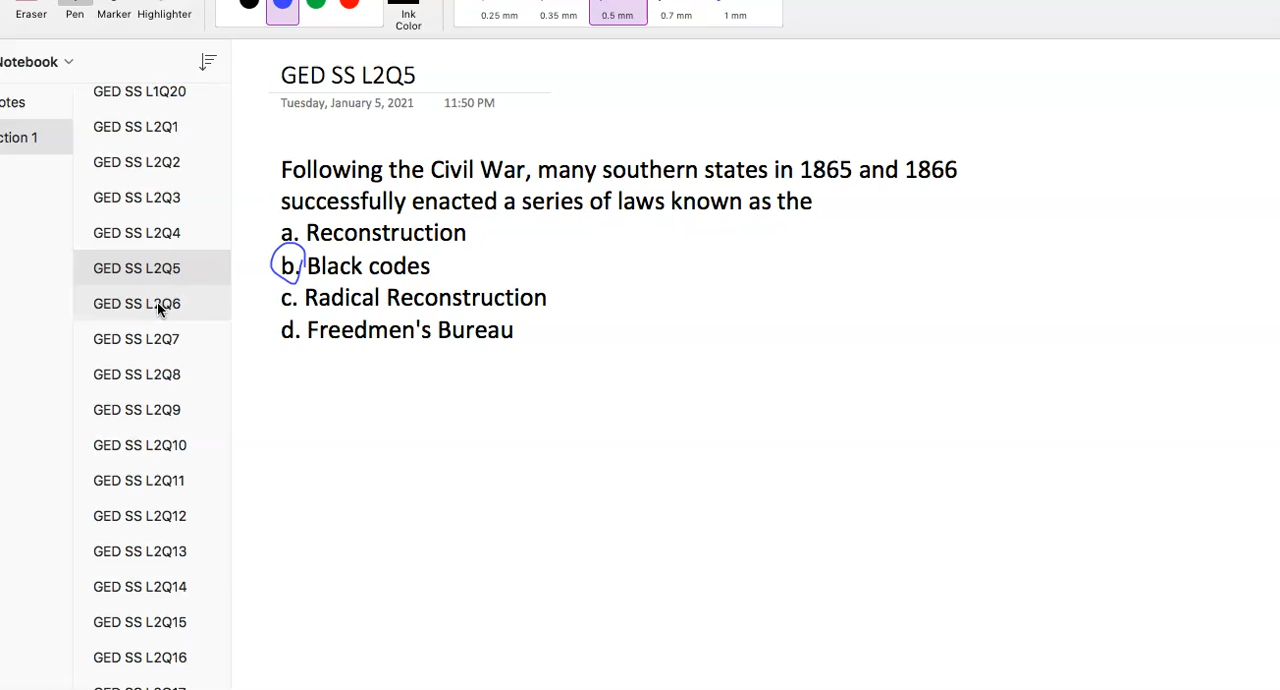 Eraser Pen Marker Highlighter Ink Color 0.25 mm 0.35 mm 0.5 mm 0.7 mm 1 mm
Notebook
otes
ction 1
GED SS L1Q20
GED SS L2Q1
GED SS L2Q2
GED SS L2Q3
GED SS L2Q4
GED SS L2Q5
GED SS L2Q6
GED SS L2Q7
GED SS L2Q8
GED SS L2Q9
GED SS L2Q10
GED SS L2Q11
GED SS L2Q12
GED SS L2Q13
GED SS L2Q14
GED SS L2Q15
GED SS L2Q16
GED SS L2Q5
Tuesday, January 5, 2021 11:50 PM
Following the Civil War, many southern states in 1865 and 1866
successfully enacted a series of laws known as the
a. Reconstruction
b. Black codes
c. Radical Reconstruction
d. Freedmen's Bureau